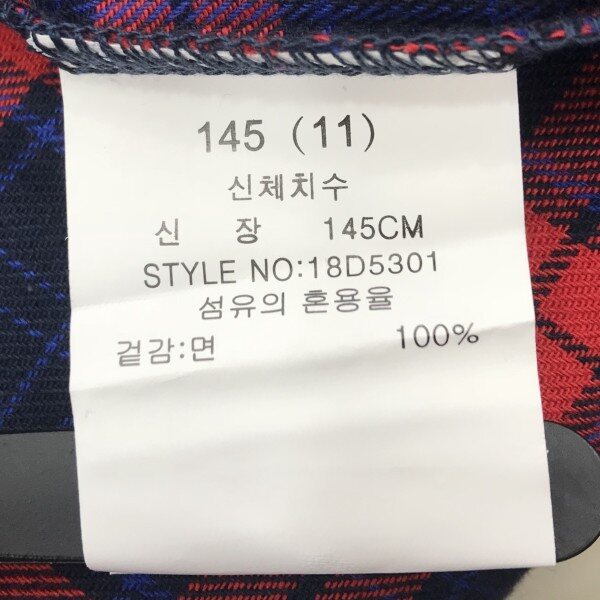 145 (11)
신체치수
신 장 145CM
STYLE NO:18D5301
섬유의 혼용율
겉감:면 100%